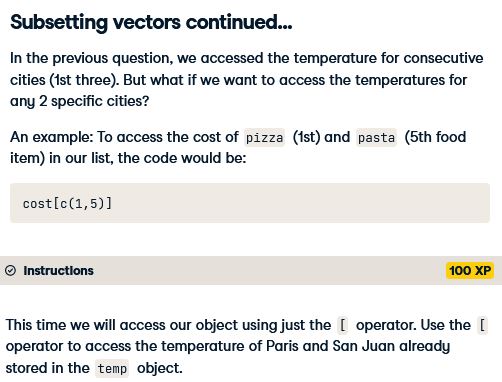 Subsetting vectors continued...
In the previous question, we accessed the temperature for consecutive
cities (1st three). But what if we want to access the temperatures for
any 2 specific cities?
An example: To access the cost of pizza (1st) and pasta (5th food
item) in our list, the code would be:
cost[c(1,5)]
Instructions 100 XP
This time we will access our object using just the [ operator. Use the [
operator to access the temperature of Paris and San Juan already
stored in the temp object.